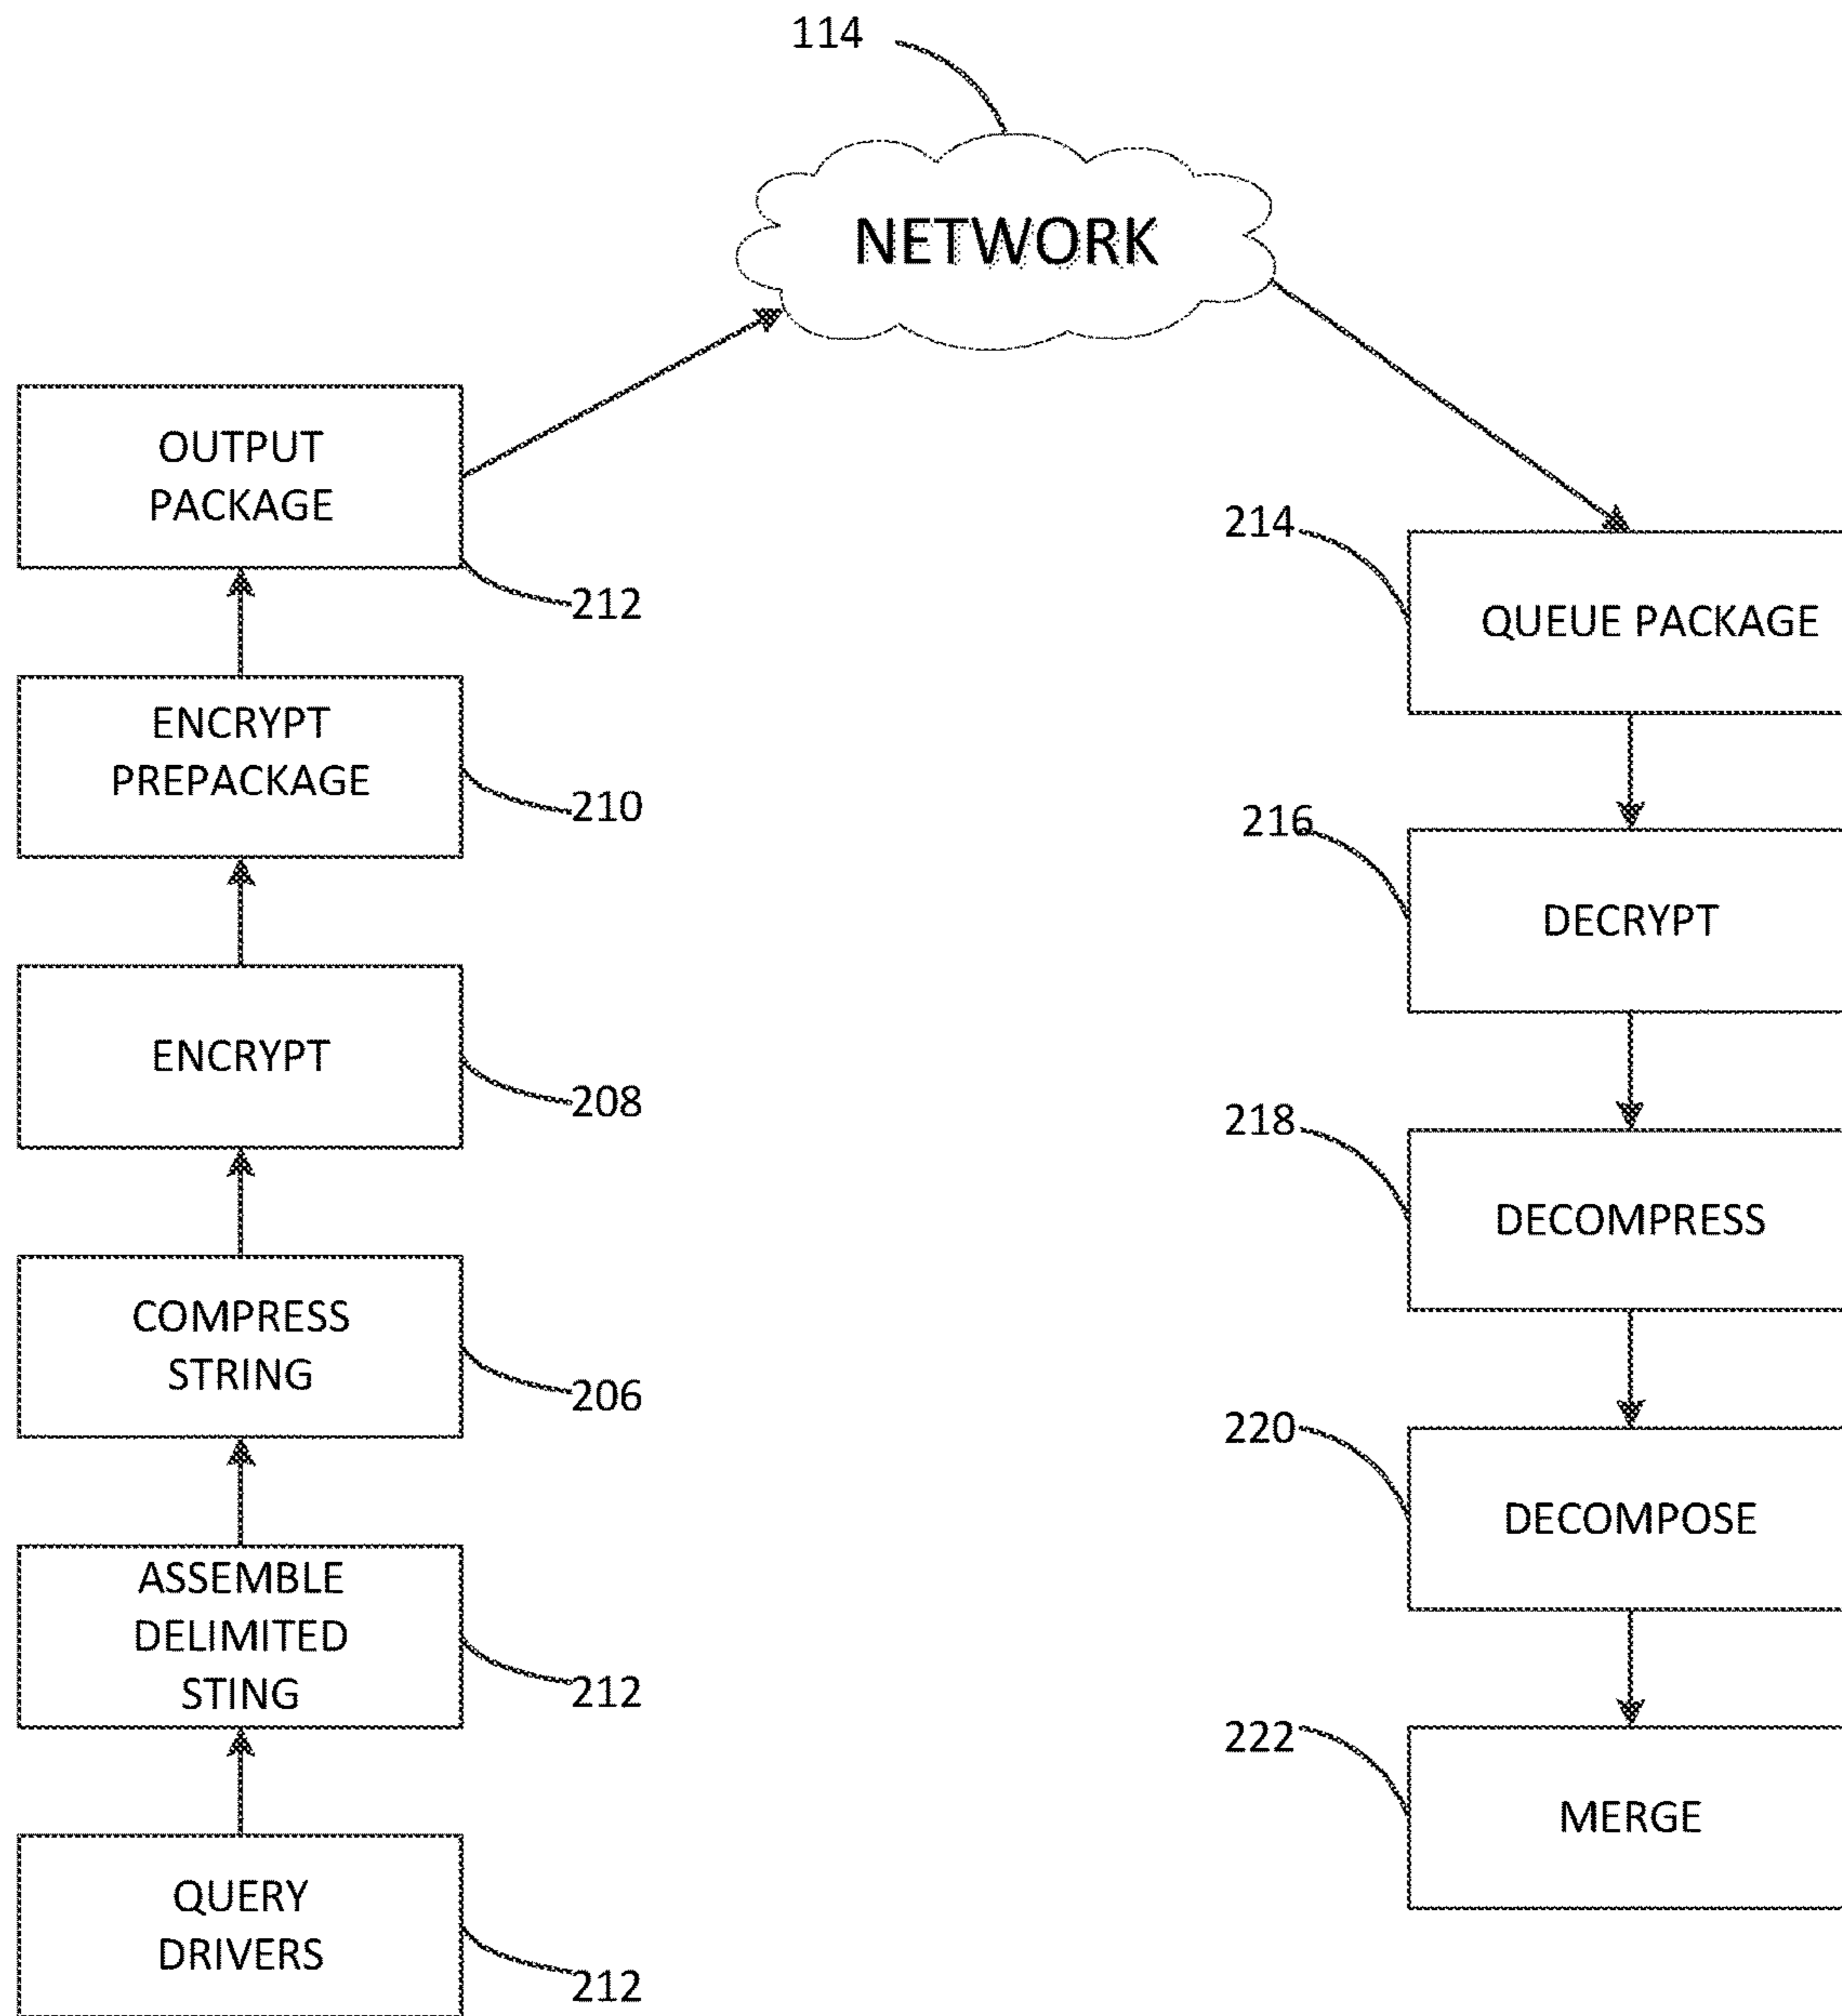 114
NETWORK
OUTPUT
PACKAGE
212
ENCRYPT
PREPACKAGE
210
ENCRYPT
208
COMPRESS
STRING
206
ASSEMBLE
DELIMITED
STING
212
QUERY
DRIVERS
212
214
QUEUE PACKAGE
216
DECRYPT
218
DECOMPRESS
220
DECOMPOSE
222
MERGE